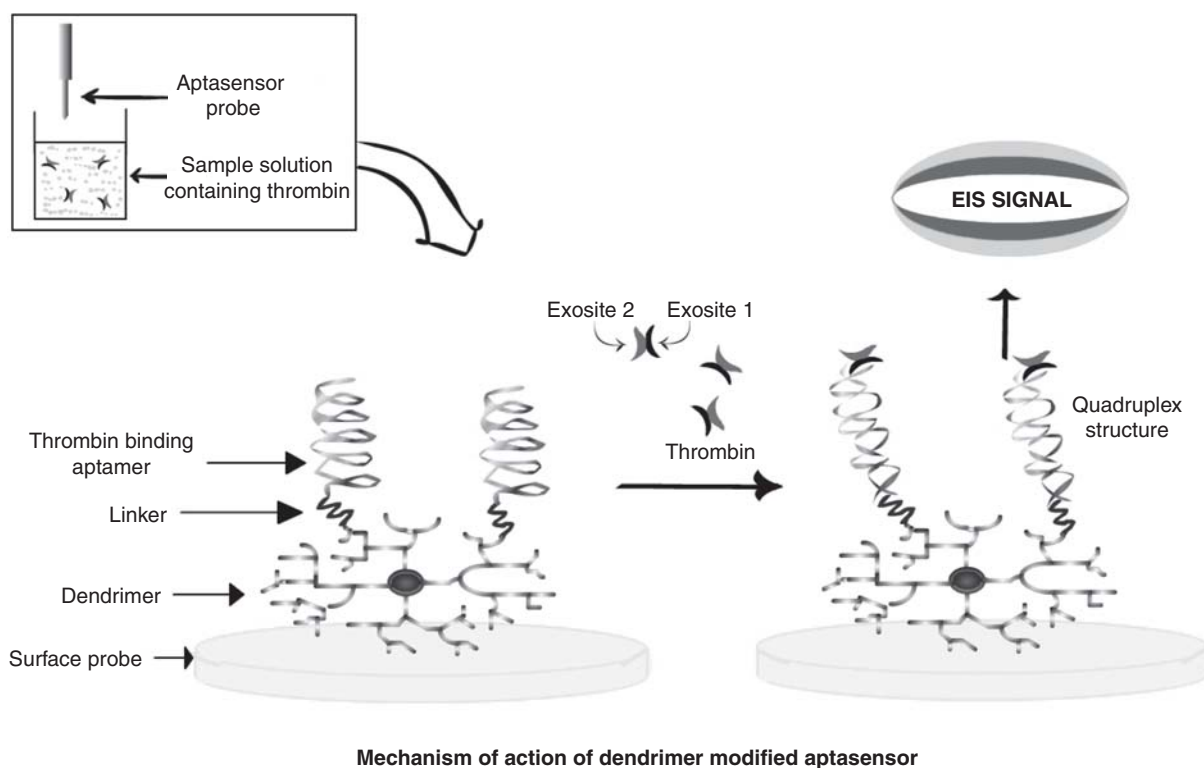 Aptasensor
probe
Sample solution
containing thrombin
EIS SIGNAL
Exosite 2 Exosite 1
Thrombin
Quadruplex
structure
Thrombin binding
aptamer
Linker
Dendrimer
Surface probe
Mechanism of action of dendrimer modified aptasensor